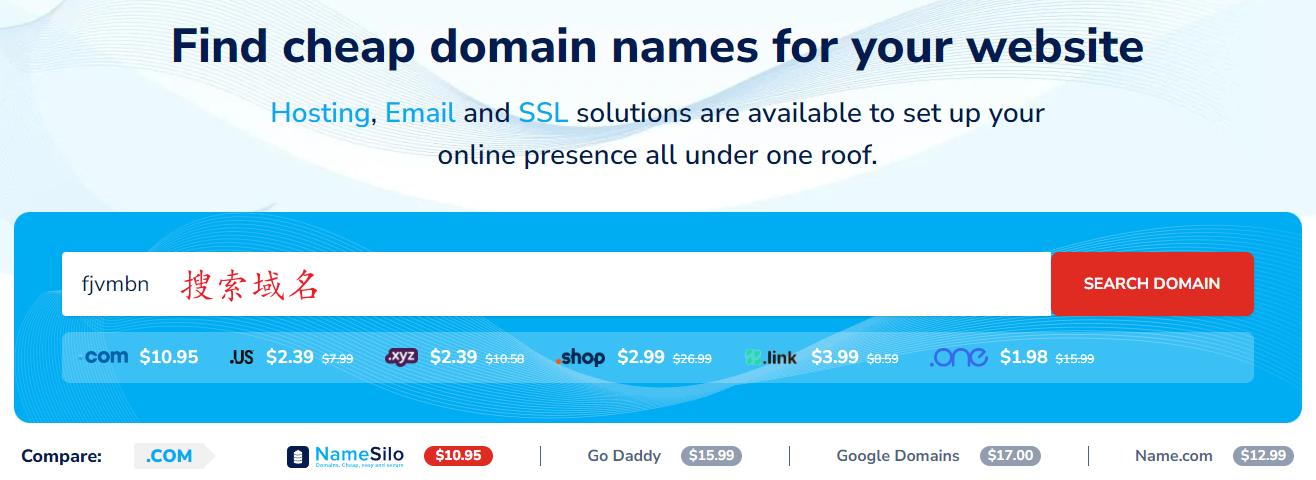 Find cheap domain names for your website
Hosting, Email and SSL solutions are available to set up your
online presence all under one roof.
fjvmbn 搜索域名 SEARCH DOMAIN
.com $10.95 .US $2.39 $7.99 .xyz $2.39 $10.58 .shop $2.99 $26.99 .link $3.99 $8.59 .one $1.98 $15.99
Compare: .COM NameSilo $10.95 Go Daddy $15.99 Google Domains $17.00 Name.com $12.99
Domains. Cheap, easy and secure